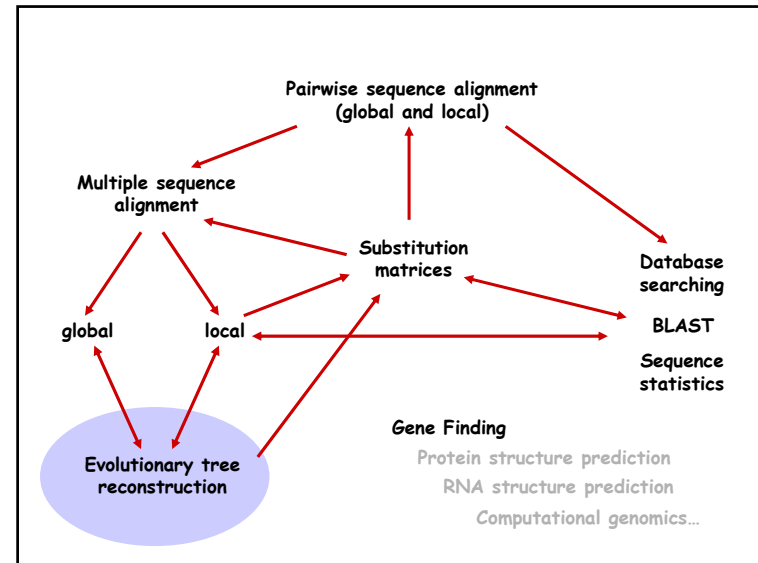 Pairwise sequence alignment
(global and local)
Multiple sequence
alignment
Substitution
matrices
Database
searching
global
local
BLAST
Sequence
statistics
Gene Finding
Evolutionary tree
reconstruction
Protein structure prediction
RNA structure prediction
Computational genomics…